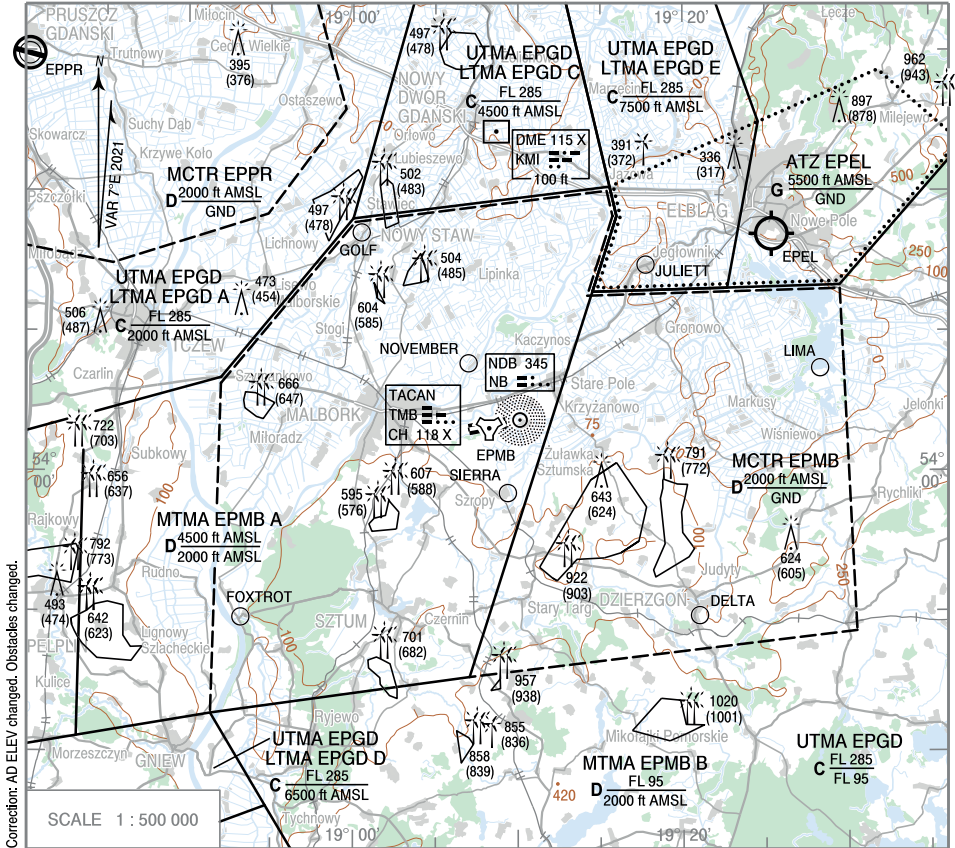 PRUSZCZ
GDAŃSKI
Miłocin
19° 00'
19° 20'
Łęcze
Trutnowy
Cedry Wielkie
395
(376)
EPPR
N
VAR 7°E 2021
497
(478)
UTMA EPGD
LTMA EPGD C
C FL 285
4500 ft AMSL
UTMA EPGD
LTMA EPGD E
C FL 285
7500 ft AMSL
962
(943)
897
(878)
Milejewo
Ostaszewo
NOWY
DWÓR
GDAŃSKI
Orłowo
Skowarcz
Suchy Dąb
Krzywe Koło
DME 115 X
KMI
100 ft
391
(372)
336
(317)
ATZ EPEL
G 5500 ft AMSL
GND
500
Lubieszewo
502
(483)
MCTR EPPR
D 2000 ft AMSL
GND
Pszczółki
497
(478)
Stawiec
ELBLĄG
Nowe Pole
Lichnowy
GOLF
NOWY STAW
EPEL
250
100
Miłobądz
504
(485)
Lipinka
Jegłownik
JULIETT
UTMA EPGD
LTMA EPGD A
C FL 285
2000 ft AMSL
473
(454)
Lisewo
Malborskie
604
(585)
506
(487)
TCZEW
Stogi
Gronowo
NOVEMBER
Kaczynos
LIMA
Czarlin
NDB 345
NB
Stare Pole
666
(647)
MALBORK
TACAN
TMB
CH 118 X
Krzyżanowo
Markusy
Jelonki
Miłoradz
75
Wiśniewo
722
(703)
Subkowy
EPMB
SIERRA
Żuławka
Sztumska
791
(772)
MCTR EPMB
D 2000 ft AMSL
GND
54°
00'
54°
00'
656
(637)
607
(588)
595
(576)
Szropy
643
(624)
Rychliki
100
Rajkowy
MTMA EPMB A
D 4500 ft AMSL
2000 ft AMSL
100
792
(773)
624
(605)
Rudno
922
(903)
Judyty
250
493
(474)
FOXTROT
Stary Targ
DZIERZGOŃ
DELTA
642
(623)
SZTUM
Czernin
PELPLIN
Lignowy
Szlacheckie
100
701
(682)
Kulice
957
(938)
1020
(1001)
Ryjewo
855
(836)
Mikołajki Pomorskie
Morzeszczyn
GNIEW
UTMA EPGD
LTMA EPGD D
C FL 285
6500 ft AMSL
858
(839)
MTMA EPMB B
D FL 95
2000 ft AMSL
UTMA EPGD
C FL 285
FL 95
420
SCALE 1 : 500 000
Tychnowy
19° 00'
19° 20'
Correction: AD ELEV changed. Obstacles changed.